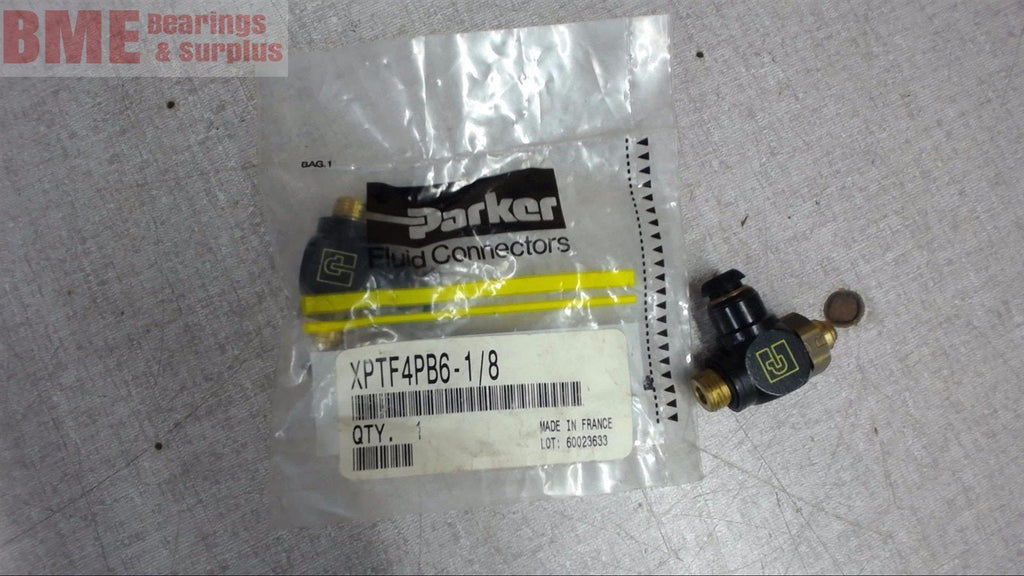 BME Bearings
& surplus
BAG.1
Parker
Fluid Connectors
XPTF4PB6-1/8
QTY. 1
MADE IN FRANCE
LOT: 60023633